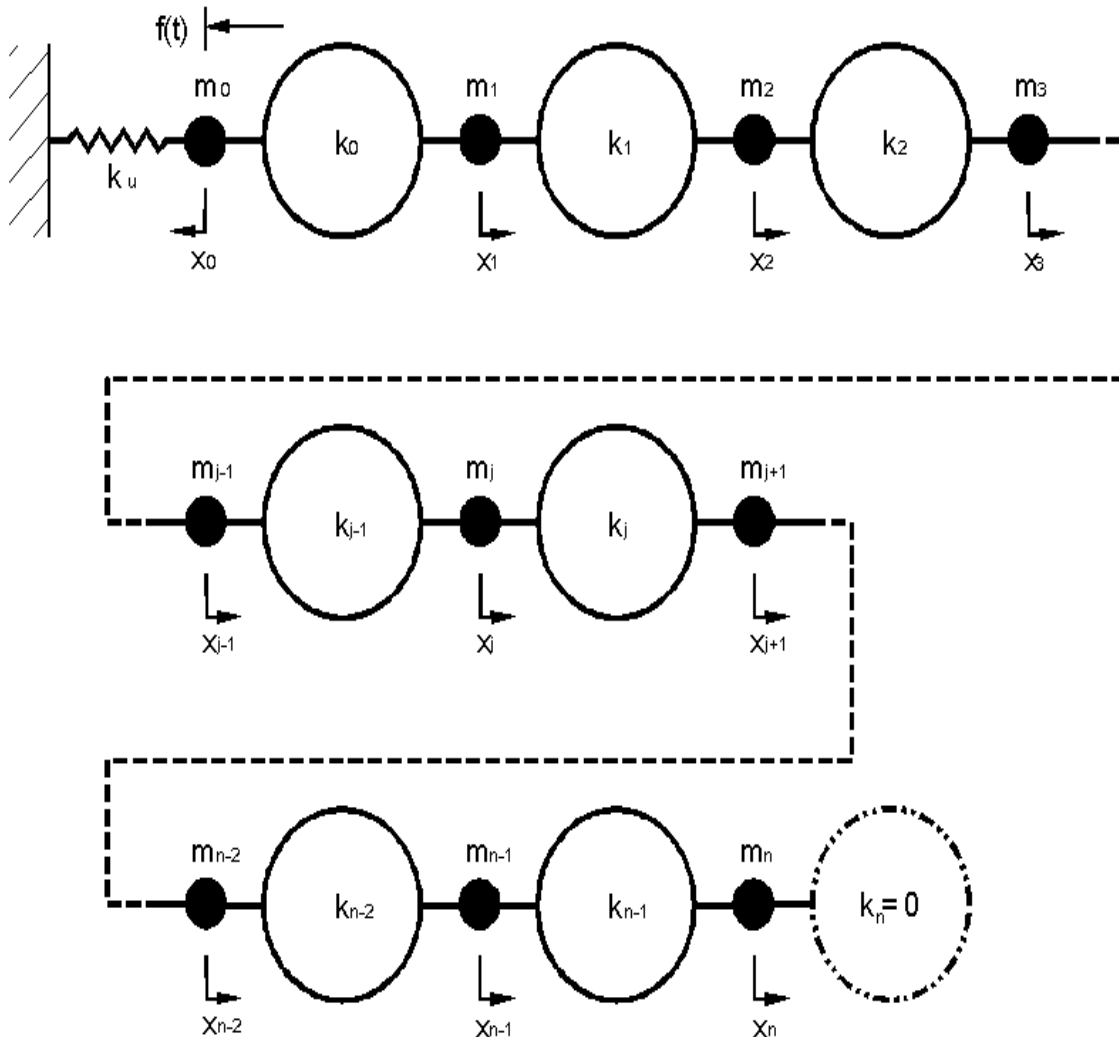 f(t)
m₀ m₁ m₂ m₃
k₀ k₁ k₂
kᵤ
x₀ x₁ x₂ x₃
mⱼ₋₁ mⱼ mⱼ₊₁
kⱼ₋₁ kⱼ
xⱼ₋₁ xⱼ xⱼ₊₁
mₙ₋₂ mₙ₋₁ mₙ
kₙ₋₂ kₙ₋₁ kₙ= 0
xₙ₋₂ xₙ₋₁ xₙ